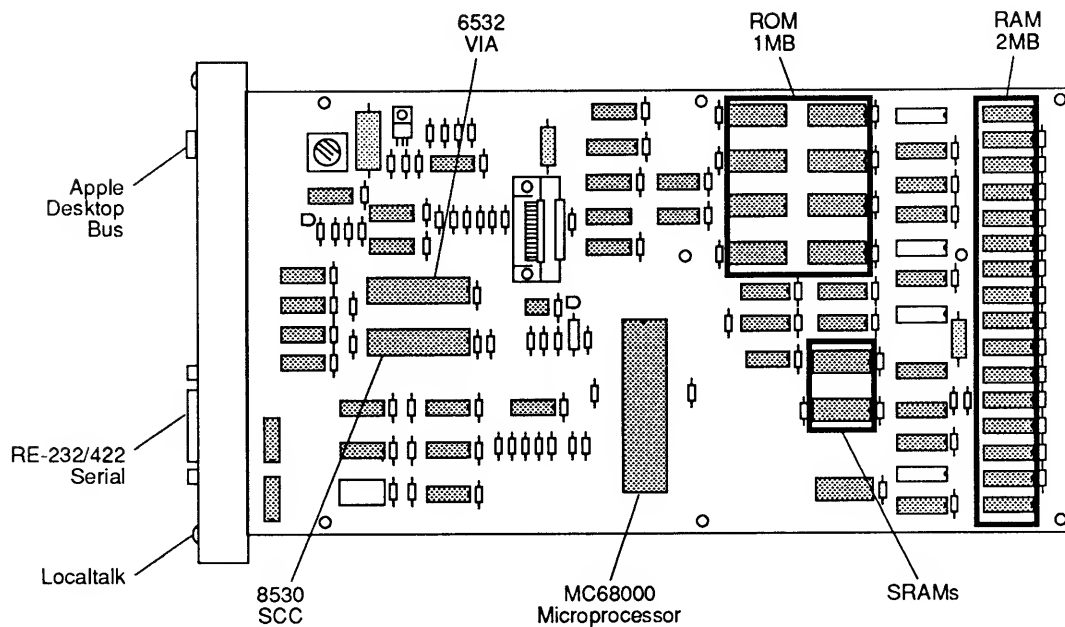 6532
VIA
ROM
1MB
RAM
2MB
Apple
Desktop
Bus
RE-232/422
Serial
Localtalk
8530
SCC
MC68000
Microprocessor
SRAMs